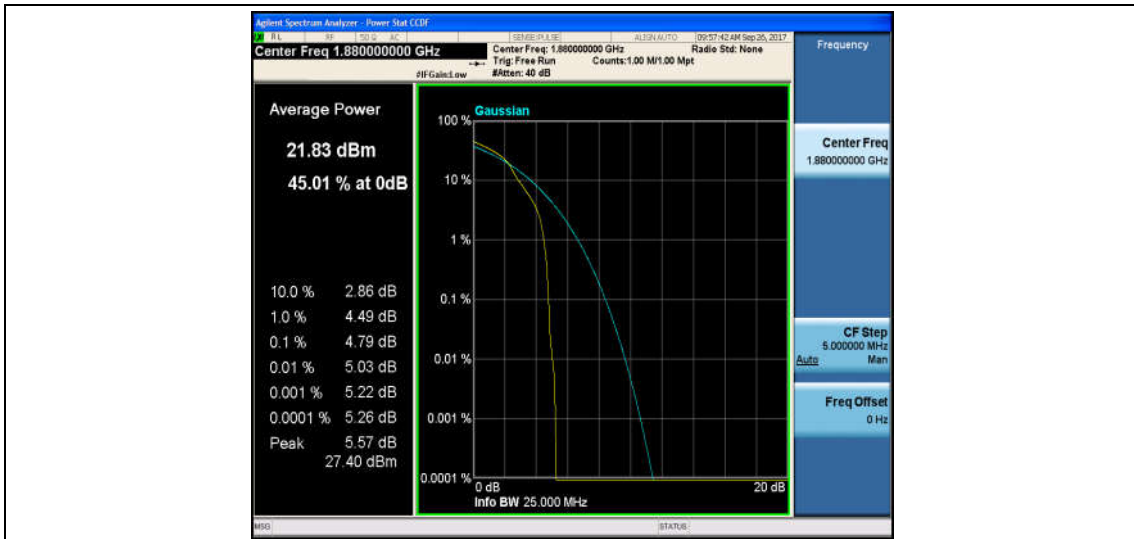 Agilent Spectrum Analyzer - Power Stat CCDF
RL RF 50 Ω AC SENSE:PULSE ALIGN AUTO 09:57:42 AM Sep 26, 2017
Center Freq 1.880000000 GHz
Center Freq: 1.880000000 GHz Radio Std: None
Trig: Free Run Counts:1.00 M/1.00 Mpt
#IFGain:Low #Atten: 40 dB
Frequency
Average Power
21.83 dBm
45.01 % at 0dB
10.0 % 2.86 dB
1.0 % 4.49 dB
0.1 % 4.79 dB
0.01 % 5.03 dB
0.001 % 5.22 dB
0.0001 % 5.26 dB
Peak 5.57 dB
27.40 dBm
Gaussian
100 %
10 %
1 %
0.1 %
0.01 %
0.001 %
0.0001 %
0 dB 20 dB
Info BW 25.000 MHz
Center Freq
1.880000000 GHz
CF Step
5.000000 MHz
Auto Man
Freq Offset
0 Hz
MSG STATUS